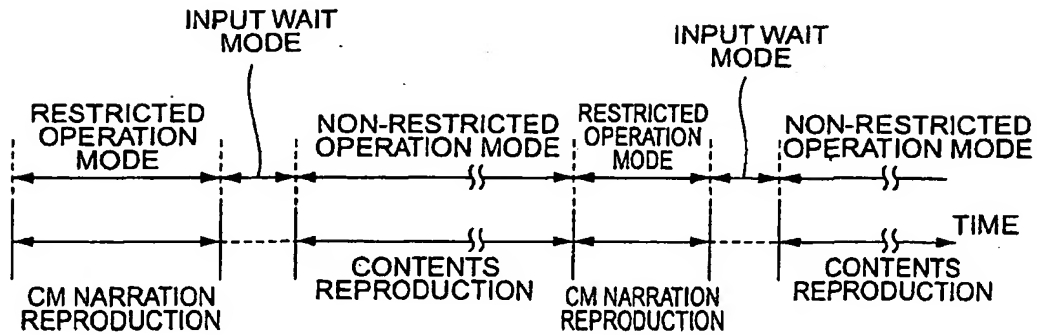 INPUT WAIT
MODE
INPUT WAIT
MODE
RESTRICTED
OPERATION
MODE
NON-RESTRICTED
OPERATION MODE
RESTRICTED
OPERATION
MODE
NON-RESTRICTED
OPERATION MODE
TIME
CM NARRATION
REPRODUCTION
CONTENTS
REPRODUCTION
CM NARRATION
REPRODUCTION
CONTENTS
REPRODUCTION